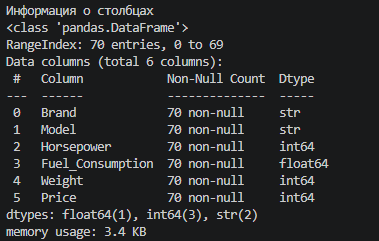 Информация о столбцах
<class 'pandas.DataFrame'>
RangeIndex: 70 entries, 0 to 69
Data columns (total 6 columns):
 #   Column            Non-Null Count  Dtype
---  ------            --------------  -----
 0   Brand             70 non-null     str
 1   Model             70 non-null     str
 2   Horsepower        70 non-null     int64
 3   Fuel_Consumption  70 non-null     float64
 4   Weight            70 non-null     int64
 5   Price             70 non-null     int64
dtypes: float64(1), int64(3), str(2)
memory usage: 3.4 KB